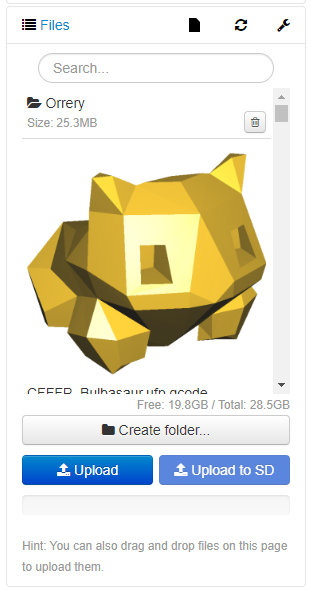 Files
Search...
Orrery
Size: 25.3MB
CFFFR_Bulbasaur.ufp.gcode
Free: 19.8GB / Total: 28.5GB
Create folder...
Upload
Upload to SD
Hint: You can also drag and drop files on this page
to upload them.